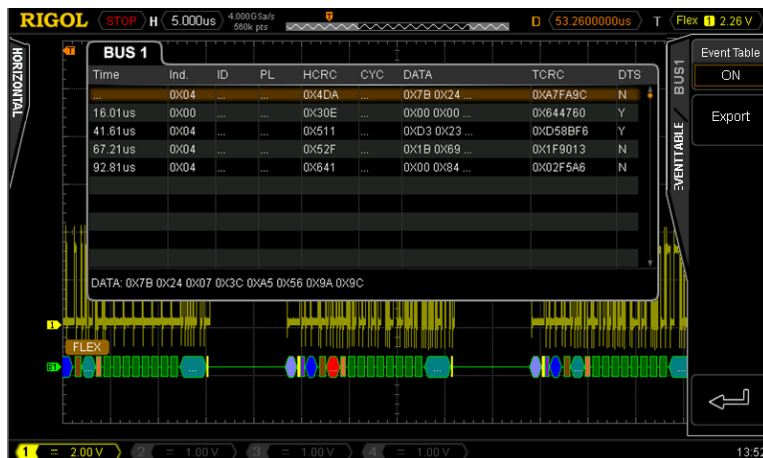 RIGOL STOP H 5.000us 4.000GSa/s 560k pts D 53.2600000us T Flex 1 2.26 V
HORIZONTAL
BUS 1
Time Ind. ID PL HCRC CYC DATA TCRC DTS
... 0X04 ... ... 0X4DA ... 0X7B 0X24 ... 0XA7FA9C N
16.01us 0X00 ... ... 0X30E ... 0X00 0X00 ... 0X644760 Y
41.61us 0X04 ... ... 0X511 ... 0XD3 0X23 ... 0XD58BF6 Y
67.21us 0X04 ... ... 0X52F ... 0X1B 0X69 ... 0X1F9013 N
92.81us 0X04 ... ... 0X641 ... 0X00 0X84 ... 0X02F5A6 N
DATA: 0X7B 0X24 0X07 0X3C 0XA5 0X56 0X9A 0X9C
BUS1
EVENTTABLE
Event Table
ON
Export
T
1
FLEX
B1
1 = 2.00 V 2 = 1.00 V 3 = 1.00 V 4 = 1.00 V 13:52